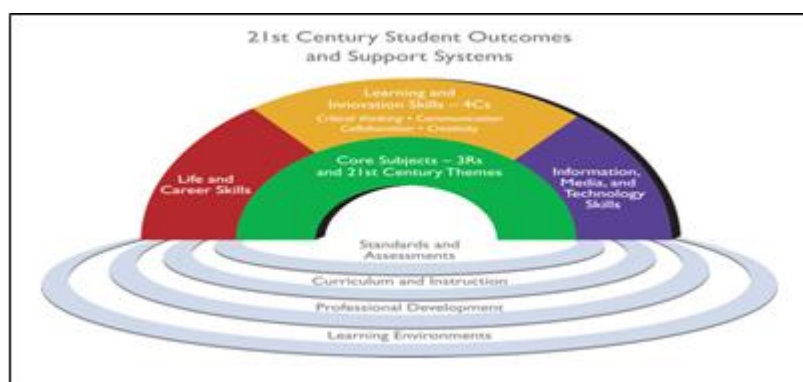 21st Century Student Outcomes
and Support Systems
Learning and
Innovation Skills – 4Cs
Critical thinking • Communication
Collaboration • Creativity
Core Subjects – 3Rs
and 21st Century Themes
Life and
Career Skills
Information,
Media, and
Technology
Skills
Standards and
Assessments
Curriculum and Instruction
Professional Development
Learning Environments